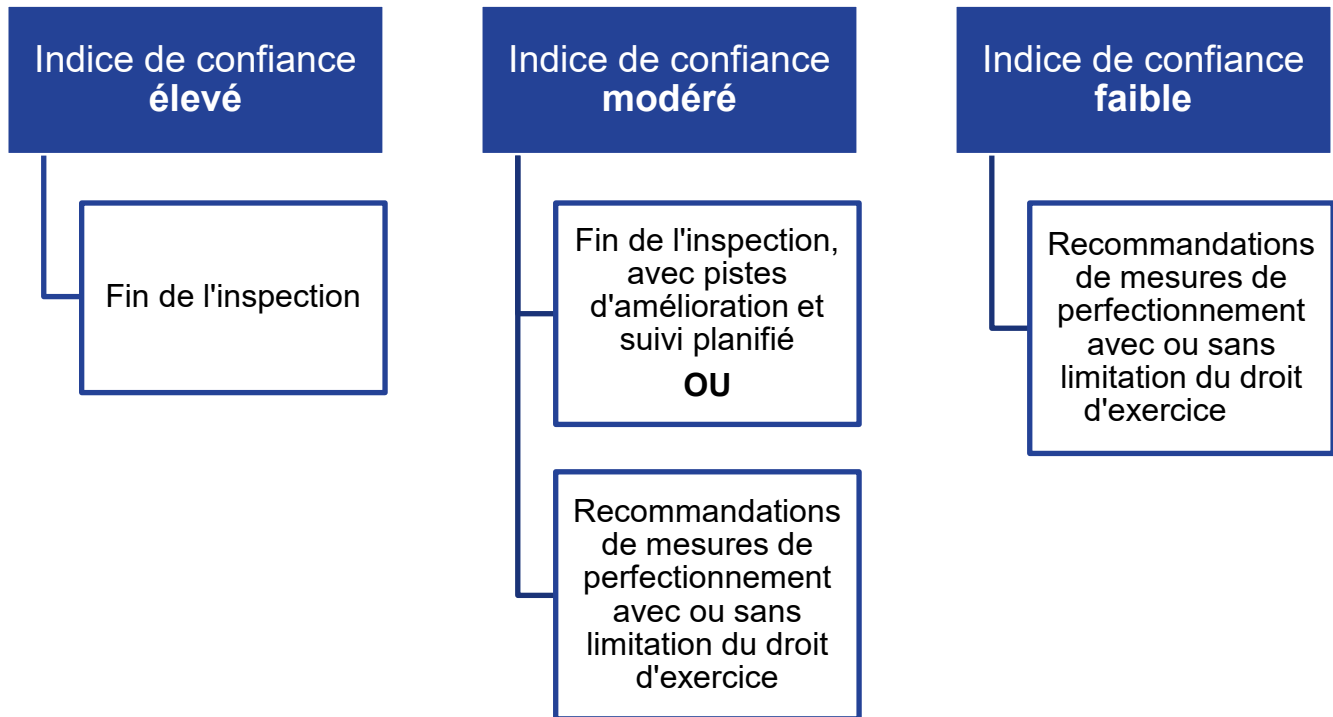 Indice de confiance
élevé
Fin de l'inspection
Indice de confiance
modéré
Fin de l'inspection,
avec pistes
d'amélioration et
suivi planifié
OU
Recommandations
de mesures de
perfectionnement
avec ou sans
limitation du droit
d'exercice
Indice de confiance
faible
Recommandations
de mesures de
perfectionnement
avec ou sans
limitation du droit
d'exercice